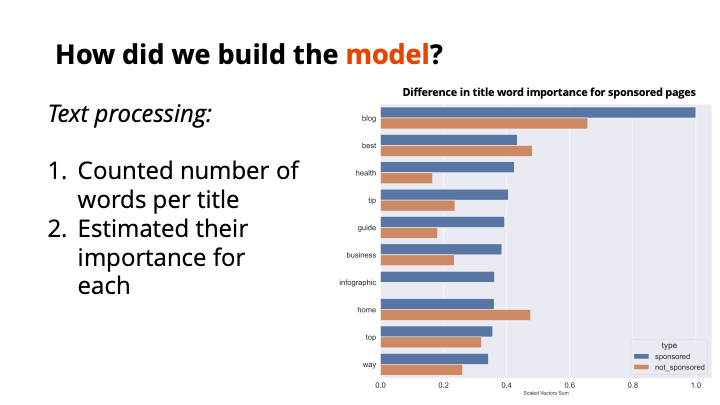 How did we build the model?
Text processing:
1. Counted number of
words per title
2. Estimated their
importance for
each
Difference in title word importance for sponsored pages
blog
best
health
tip
guide
business
infographic
home
top
way
0.0 0.2 0.4 0.6 0.8 1.0
Scaled Vectors Sum
type
sponsored
not_sponsored